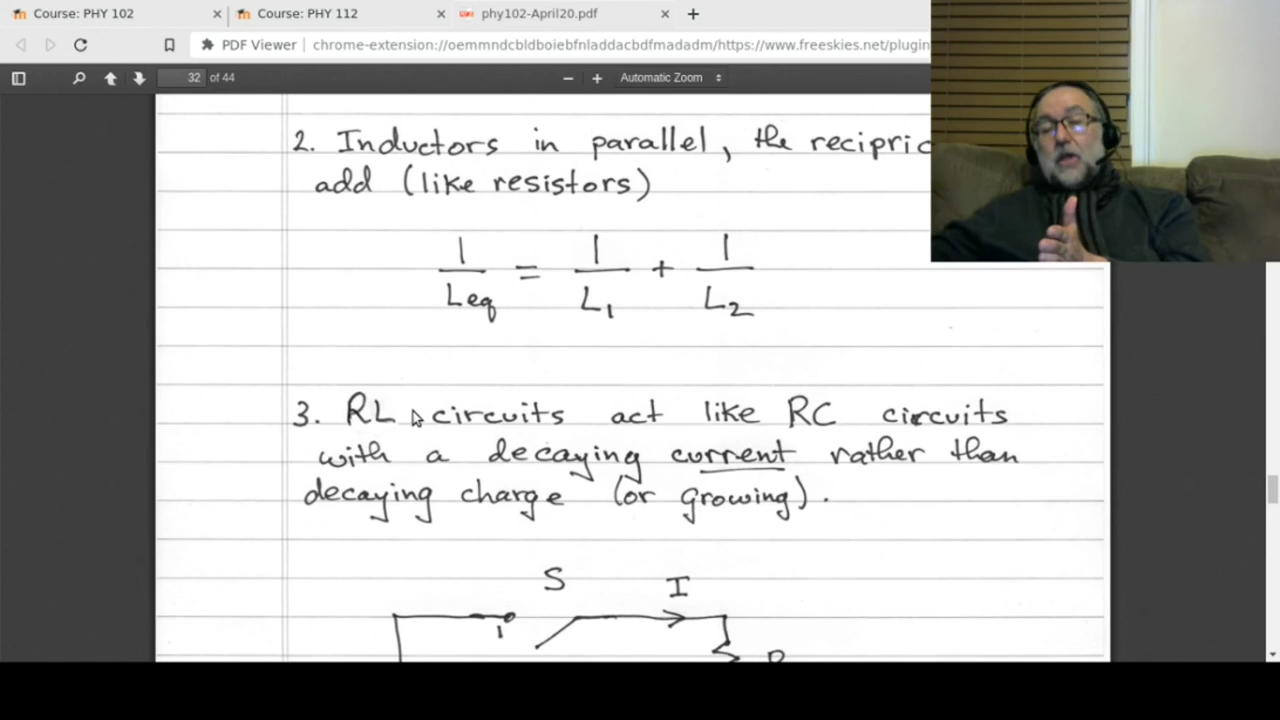 Course: PHY 102
Course: PHY 112
phy102-April20.pdf
PDF Viewer
chrome-extension://oemmndcbldboiebfnladdacbdfmadadm/https://www.freeskies.net/plugin
32 of 44
Automatic Zoom
2. Inductors in parallel, the recipric
add (like resistors)
1/Leq = 1/L1 + 1/L2
3. RL circuits act like RC circuits
with a decaying current rather than
decaying charge (or growing).
S I
1